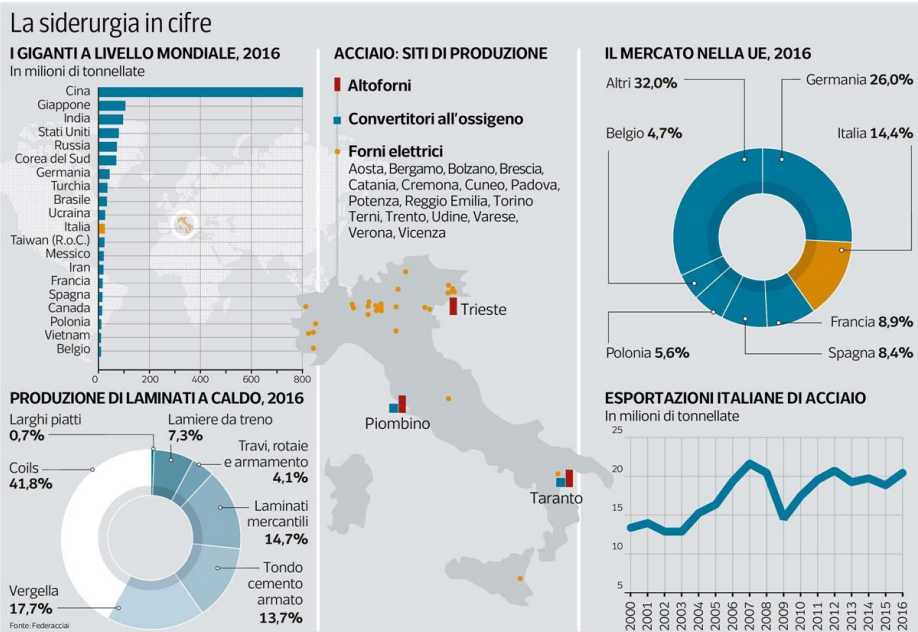 La siderurgia in cifre
I GIGANTI A LIVELLO MONDIALE, 2016
In milioni di tonnellate
Cina
Giappone
India
Stati Uniti
Russia
Corea del Sud
Germania
Turchia
Brasile
Ucraina
Italia
Taiwan (R.o.C.)
Messico
Iran
Francia
Spagna
Canada
Polonia
Vietnam
Belgio
0 200 400 600 800
ACCIAIO: SITI DI PRODUZIONE
Altoforni
Convertitori all'ossigeno
Forni elettrici
Aosta, Bergamo, Bolzano, Brescia,
Catania, Cremona, Cuneo, Padova,
Potenza, Reggio Emilia, Torino
Terni, Trento, Udine, Varese,
Verona, Vicenza
Trieste
Piombino
Taranto
IL MERCATO NELLA UE, 2016
Altri 32,0%
Germania 26,0%
Belgio 4,7%
Italia 14,4%
Francia 8,9%
Polonia 5,6%
Spagna 8,4%
PRODUZIONE DI LAMINATI A CALDO, 2016
Larghi piatti
0,7%
Lamiere da treno
7,3%
Travi, rotaie
e armamento
4,1%
Coils
41,8%
Laminati
mercantili
14,7%
Tondo
cemento
armato
13,7%
Vergella
17,7%
Fonte: Federacciai
ESPORTAZIONI ITALIANE DI ACCIAIO
In milioni di tonnellate
25
20
15
10
5
2000 2001 2002 2003 2004 2005 2006 2007 2008 2009 2010 2011 2012 2013 2014 2015 2016